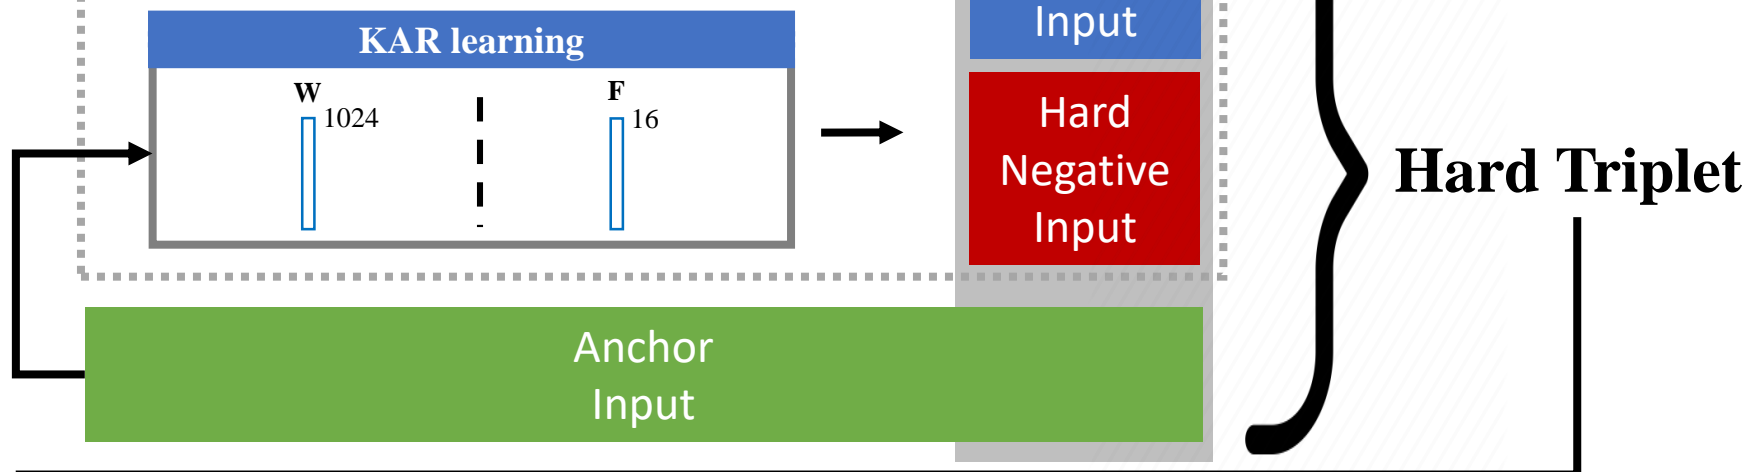 Input
KAR learning
W
1024
F
16
Hard
Negative
Input
Hard Triplet
Anchor
Input